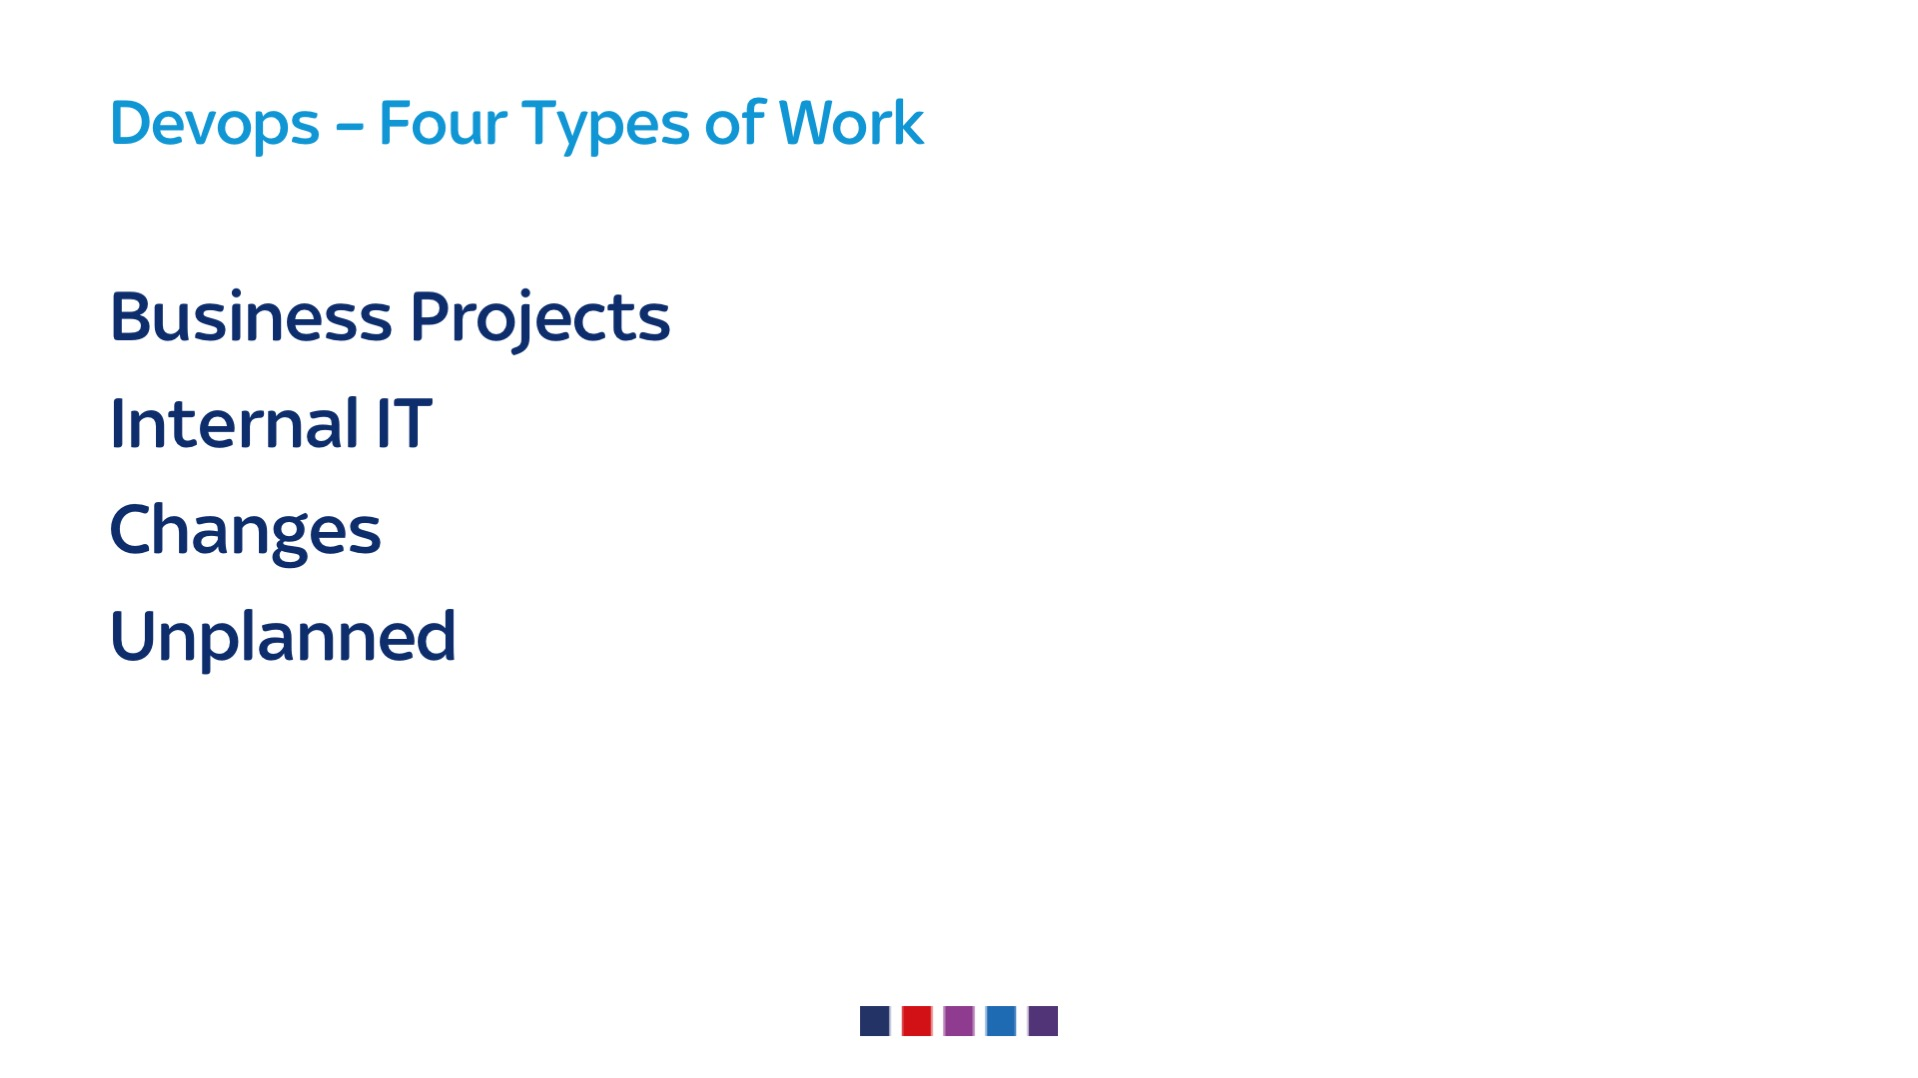 Devops – Four Types of Work
Business Projects
Internal IT
Changes
Unplanned